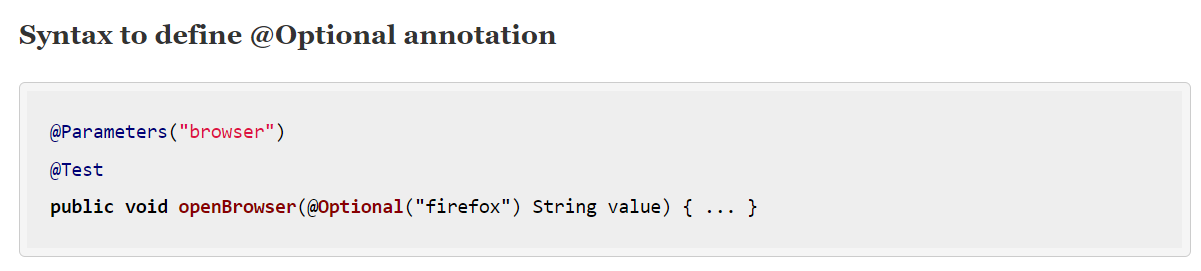 Syntax to define @Optional annotation
@Parameters("browser")
@Test
public void openBrowser(@Optional("firefox") String value) { ... }